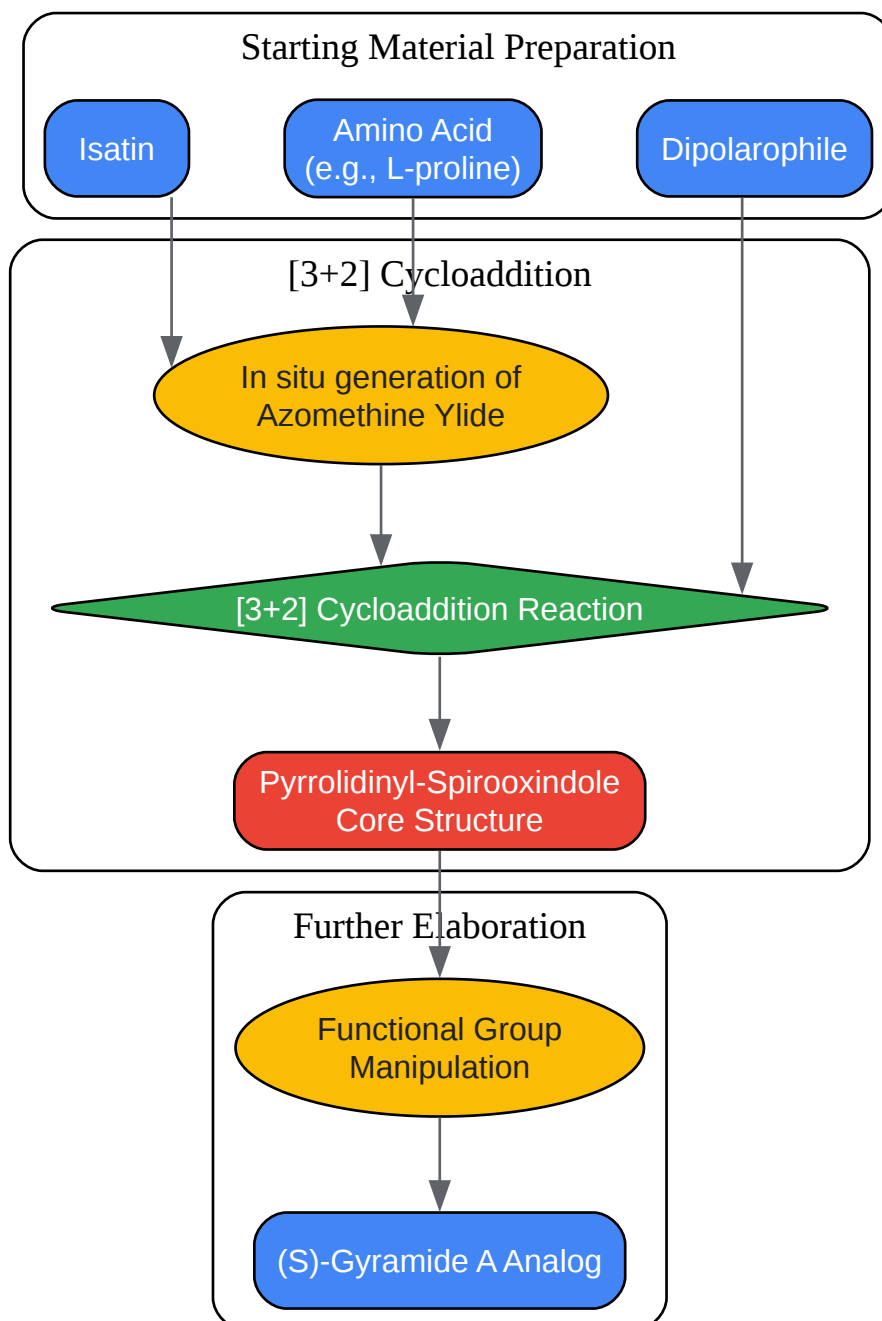 Starting Material Preparation
Isatin
Amino Acid
(e.g., L-proline)
Dipolarophile
[3+2] Cycloaddition
In situ generation of
Azomethine Ylide
[3+2] Cycloaddition Reaction
Pyrrolidinyl-Spirooxindole
Core Structure
Further Elaboration
Functional Group
Manipulation
(S)-Gyramide A Analog